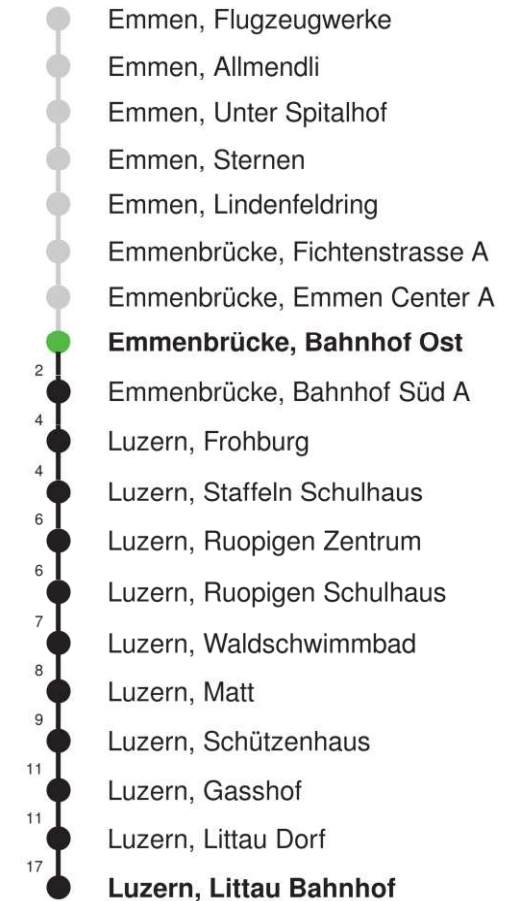 Emmen, Flugzeugwerke
Emmen, Allmendli
Emmen, Unter Spitalhof
Emmen, Sternen
Emmen, Lindenfeldring
Emmenbrücke, Fichtenstrasse A
Emmenbrücke, Emmen Center A
Emmenbrücke, Bahnhof Ost
2 Emmenbrücke, Bahnhof Süd A
4 Luzern, Frohburg
4 Luzern, Staffeln Schulhaus
6 Luzern, Ruopigen Zentrum
6 Luzern, Ruopigen Schulhaus
7 Luzern, Waldschwimmbad
8 Luzern, Matt
9 Luzern, Schützenhaus
11 Luzern, Gasshof
11 Luzern, Littau Dorf
17 Luzern, Littau Bahnhof